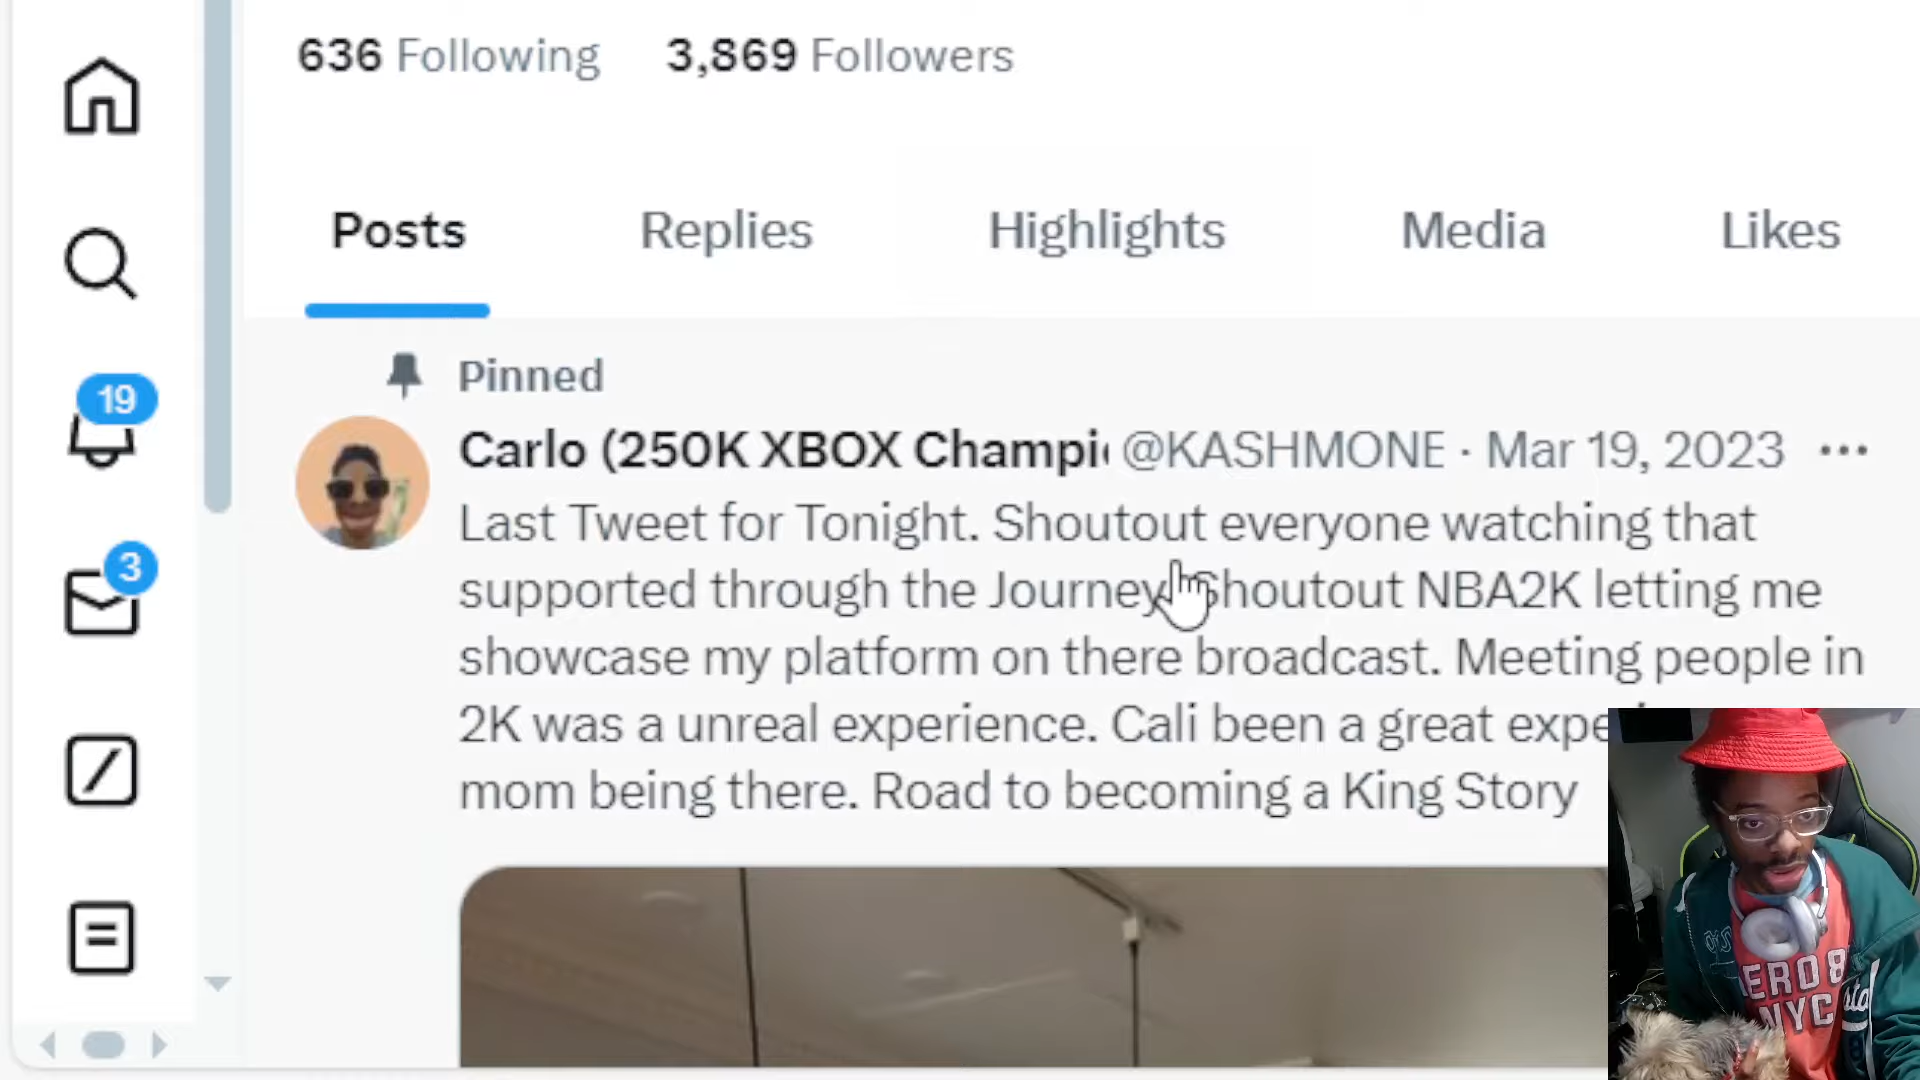 636 Following 3,869 Followers
Posts Replies Highlights Media Likes
19
Pinned
Carlo (250K XBOX Champi @KASHMONE · Mar 19, 2023 ...
Last Tweet for Tonight. Shoutout everyone watching that
3
supported through the Journey Shoutout NBA2K letting me
showcase my platform on there broadcast. Meeting people in
2K was a unreal experience. Cali been a great expe
mom being there. Road to becoming a King Story
NYC